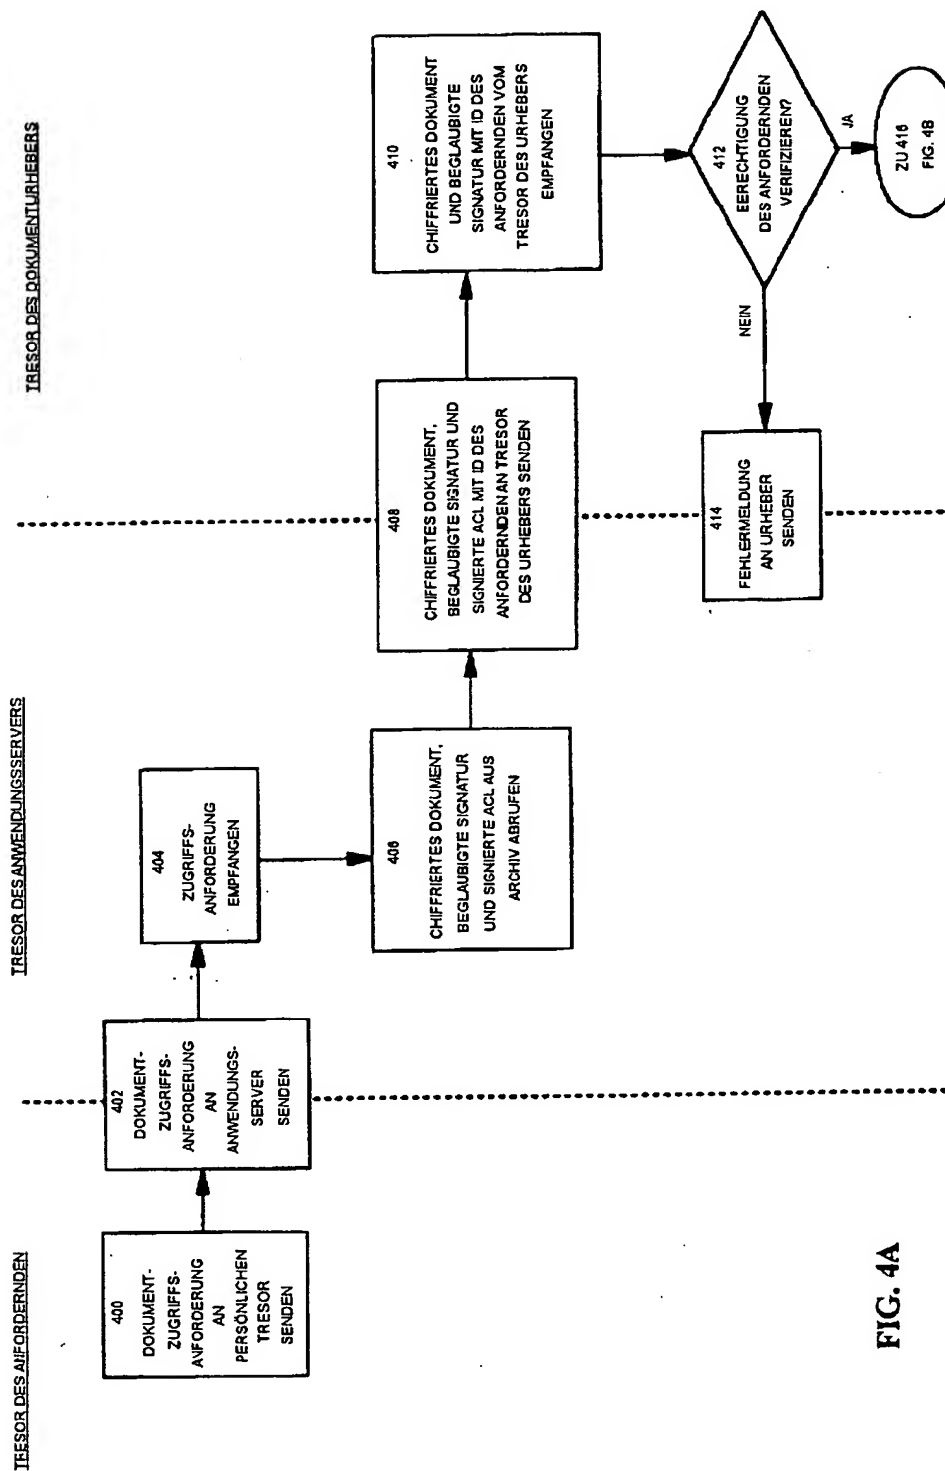 TRESOR DES ANFORDERNDEN
TRESOR DES ANWENDUNGSSERVERS
TRESOR DES DOKUMENTURHEBERS
400
DOKUMENT-
ZUGRIFFS-
ANFORDERUNG
AN
PERSÖNLICHEN
TRESOR
SENDEN
402
DOKUMENT-
ZUGRIFFS-
ANFORDERUNG
AN
ANWENDUNGS-
SERVER
SENDEN
404
ZUGRIFFS-
ANFORDERUNG
EMPFANGEN
406
CHIFFRIERTES DOKUMENT,
BEGLAUBIGTE SIGNATUR
UND SIGNIERTE ACL AUS
ARCHIV ABRUFEN
408
CHIFFRIERTES DOKUMENT,
BEGLAUBIGTE SIGNATUR UND
SIGNIERTE ACL MIT ID DES
ANFORDERNDEN AN TRESOR
DES URHEBERS SENDEN
410
CHIFFRIERTES DOKUMENT
UND BEGLAUBIGTE
SIGNATUR MIT ID DES
ANFORDERNDEN VOM
TRESOR DES URHEBERS
EMPFANGEN
412
EERECHTIGUNG
DES ANFORDERNDEN
VERIFIZIEREN?
NEIN
JA
414
FEHLERMELDUNG
AN URHEBER
SENDEN
ZU 416
FIG. 4B
FIG. 4A